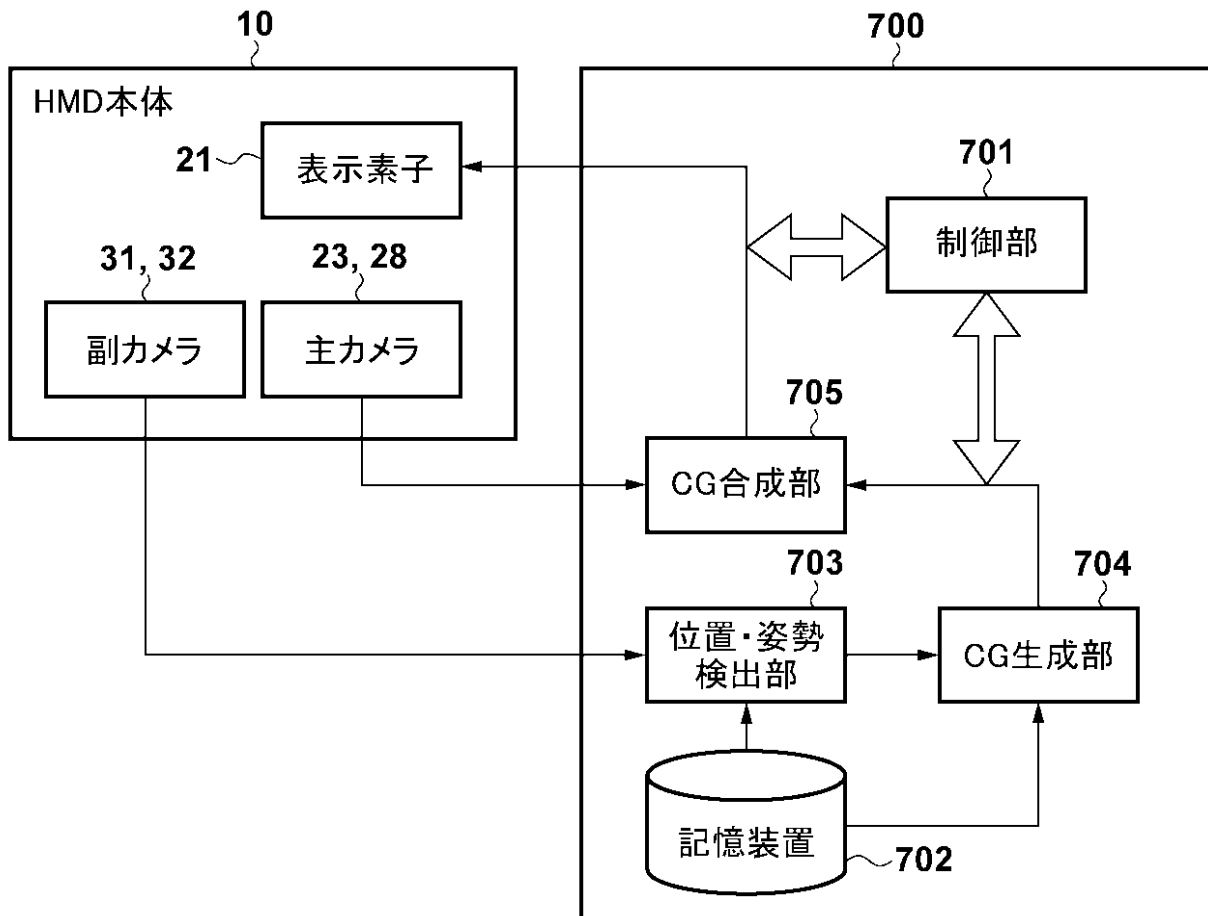 10
700
HMD本体
21
表示素子
701
制御部
31, 32
23, 28
副カメラ
主カメラ
705
CG合成部
703
704
位置・姿勢
検出部
CG生成部
記憶装置
702